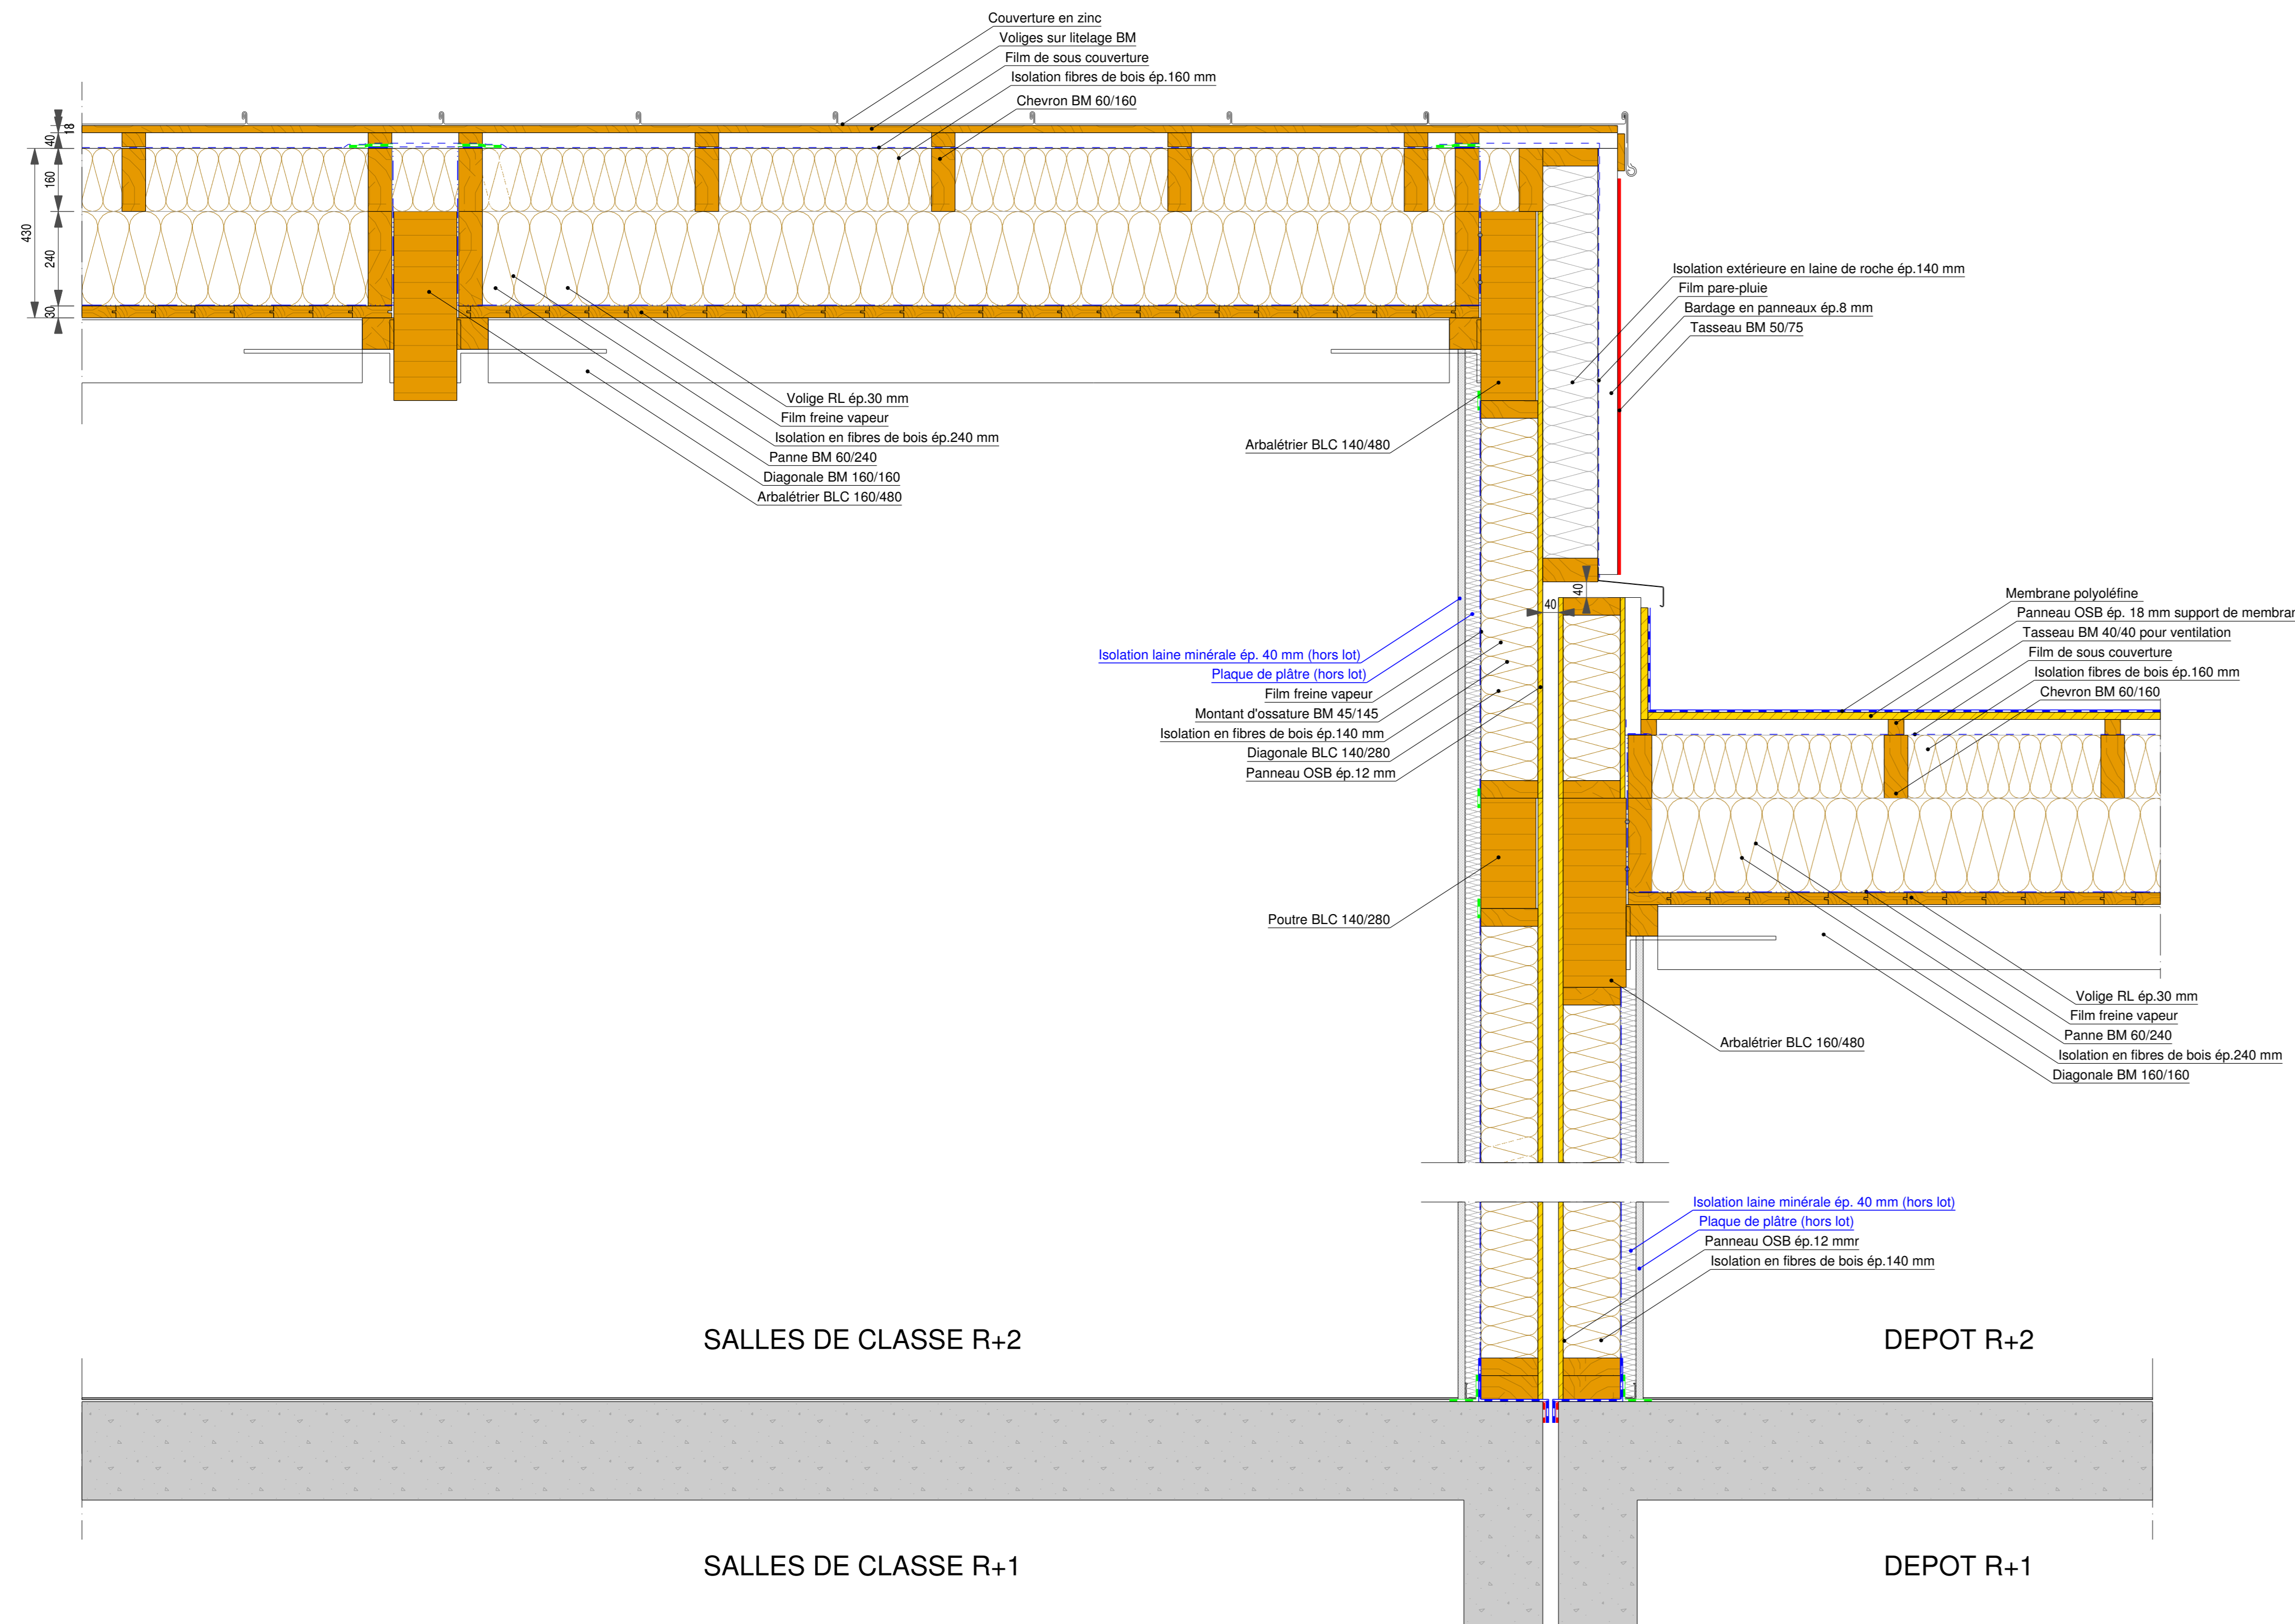 Couverture en zinc
Voliges sur litelage BM
Film de sous couverture
Isolation fibres de bois ép.160 mm
Chevron BM 60/160
18
40
160
430
240
30
Volige RL ép.30 mm
Film freine vapeur
Isolation en fibres de bois ép.240 mm
Panne BM 60/240
Diagonale BM 160/160
Arbalétrier BLC 160/480
Arbalétrier BLC 140/480
Isolation extérieure en laine de roche ép.140 mm
Film pare-pluie
Bardage en panneaux ép.8 mm
Tasseau BM 50/75
40
40
Isolation laine minérale ép. 40 mm (hors lot)
Plaque de plâtre (hors lot)
Film freine vapeur
Montant d'ossature BM 45/145
Isolation en fibres de bois ép.140 mm
Diagonale BLC 140/280
Panneau OSB ép.12 mm
Poutre BLC 140/280
Membrane polyoléfine
Panneau OSB ép. 18 mm support de membran
Tasseau BM 40/40 pour ventilation
Film de sous couverture
Isolation fibres de bois ép.160 mm
Chevron BM 60/160
Volige RL ép.30 mm
Film freine vapeur
Panne BM 60/240
Isolation en fibres de bois ép.240 mm
Diagonale BM 160/160
Arbalétrier BLC 160/480
Isolation laine minérale ép. 40 mm (hors lot)
Plaque de plâtre (hors lot)
Panneau OSB ép.12 mmr
Isolation en fibres de bois ép.140 mm
SALLES DE CLASSE R+2
DEPOT R+2
SALLES DE CLASSE R+1
DEPOT R+1